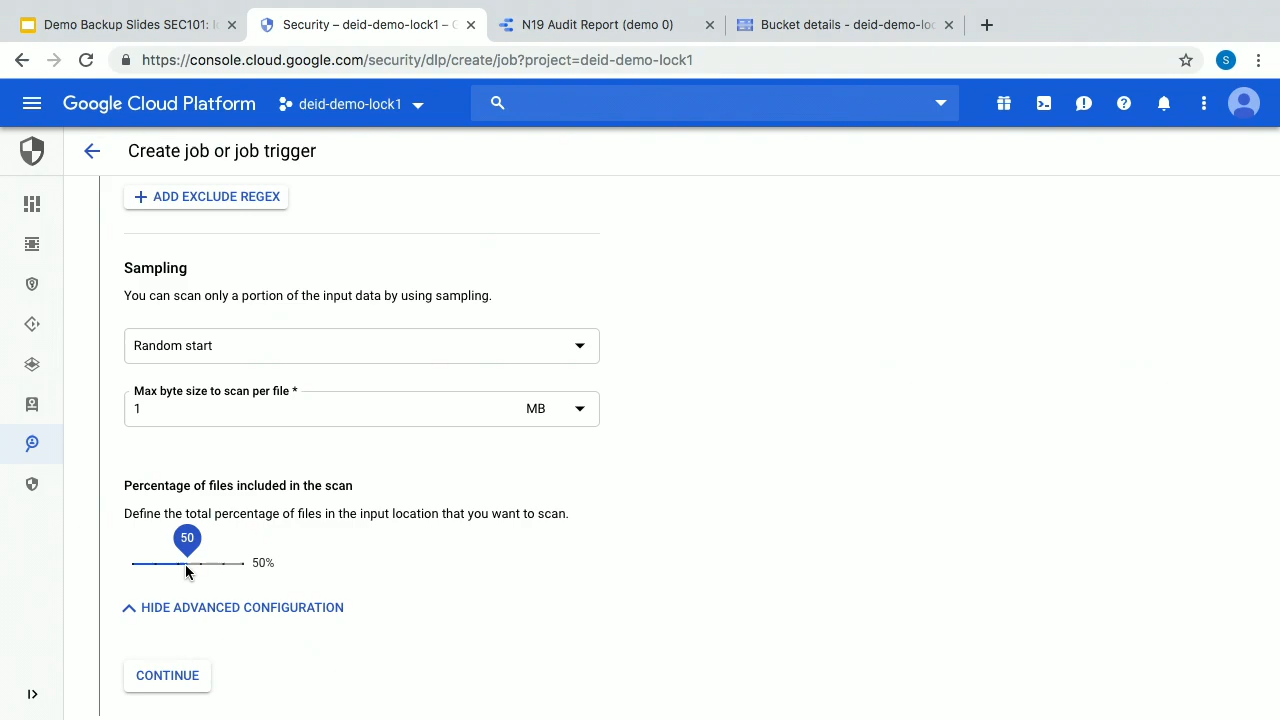 Demo Backup Slides SEC101: I
Security – deid-demo-lock1 – G
N19 Audit Report (demo 0)
Bucket details - deid-demo-loc
https://console.cloud.google.com/security/dlp/create/job?project=deid-demo-lock1
S
Google Cloud Platform
deid-demo-lock1
Create job or job trigger
ADD EXCLUDE REGEX
Sampling
You can scan only a portion of the input data by using sampling.
Random start
Max byte size to scan per file *
1 MB
Percentage of files included in the scan
Define the total percentage of files in the input location that you want to scan.
50
50%
HIDE ADVANCED CONFIGURATION
CONTINUE